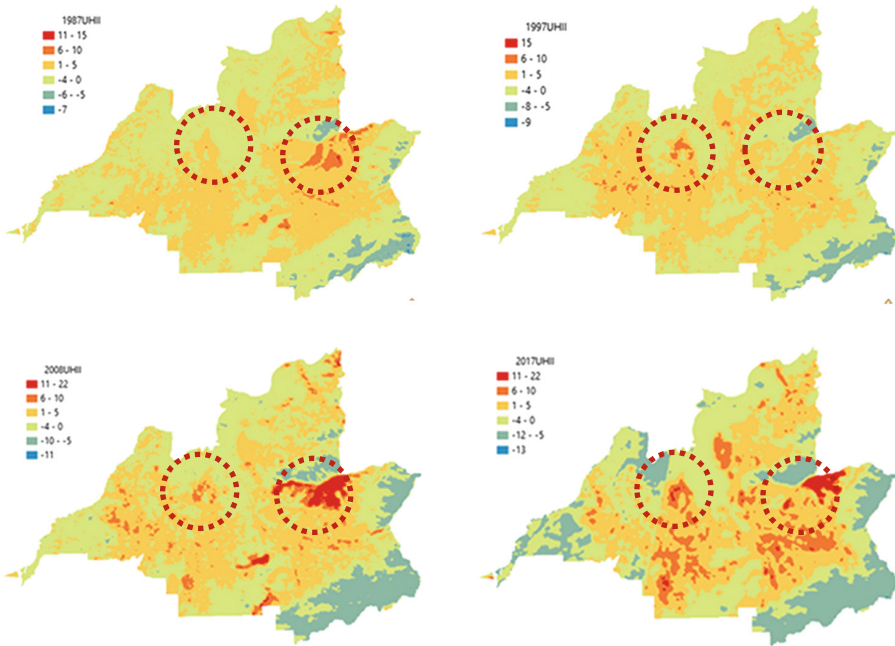 1987UHII
11 - 15
6 - 10
1 - 5
-4 - 0
-6 - -5
-7
1997UHII
15
6 - 10
1 - 5
-4 - 0
-8 - -5
-9
2008UHII
11 - 22
6 - 10
1 - 5
-4 - 0
-10 - -5
-11
2017UHII
11 - 22
6 - 10
1 - 5
-4 - 0
-12 - -5
-13